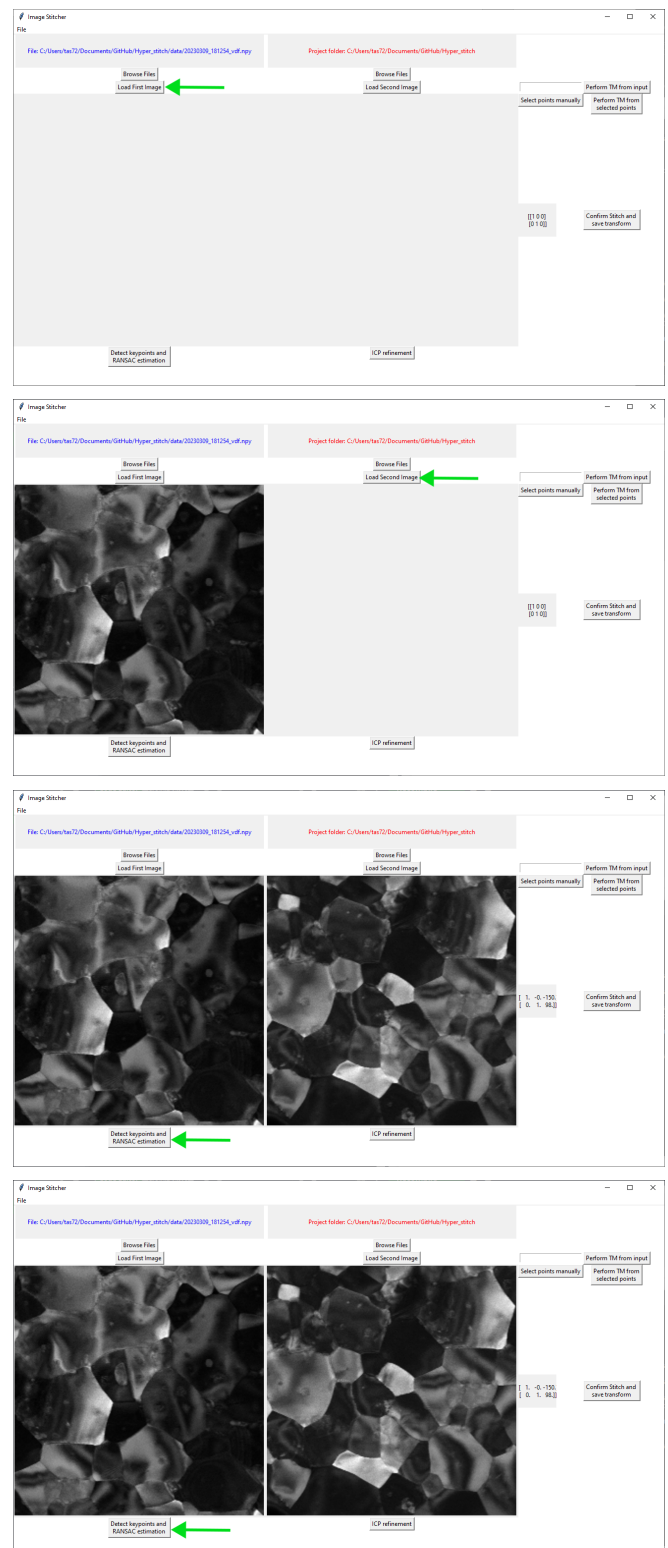 Image Stitcher
File
File: C:/Users/tas72/Documents/GitHub/Hyper_stitch/data/20230309_181254_vdf.npy
Project folder: C:/Users/tas72/Documents/GitHub/Hyper_stitch
Browse Files
Browse Files
Load First Image
Load Second Image
Perform TM from input
Select points manually
Perform TM from
selected points
[[1 0 0]
[0 1 0]]
Confirm Stitch and
save transform
Detect keypoints and
RANSAC estimation
ICP refinement
Image Stitcher
File
File: C:/Users/tas72/Documents/GitHub/Hyper_stitch/data/20230309_181254_vdf.npy
Project folder: C:/Users/tas72/Documents/GitHub/Hyper_stitch
Browse Files
Browse Files
Load First Image
Load Second Image
Perform TM from input
Select points manually
Perform TM from
selected points
[[1 0 0]
[0 1 0]]
Confirm Stitch and
save transform
Detect keypoints and
RANSAC estimation
ICP refinement
Image Stitcher
File
File: C:/Users/tas72/Documents/GitHub/Hyper_stitch/data/20230309_181254_vdf.npy
Project folder: C:/Users/tas72/Documents/GitHub/Hyper_stitch
Browse Files
Browse Files
Load First Image
Load Second Image
Perform TM from input
Select points manually
Perform TM from
selected points
[ 1. -0. -150.
[ 0. 1. 98.]]
Confirm Stitch and
save transform
Detect keypoints and
RANSAC estimation
ICP refinement
Image Stitcher
File
File: C:/Users/tas72/Documents/GitHub/Hyper_stitch/data/20230309_181254_vdf.npy
Project folder: C:/Users/tas72/Documents/GitHub/Hyper_stitch
Browse Files
Browse Files
Load First Image
Load Second Image
Perform TM from input
Select points manually
Perform TM from
selected points
[ 1. -0. -150.
[ 0. 1. 98.]]
Confirm Stitch and
save transform
Detect keypoints and
RANSAC estimation
ICP refinement